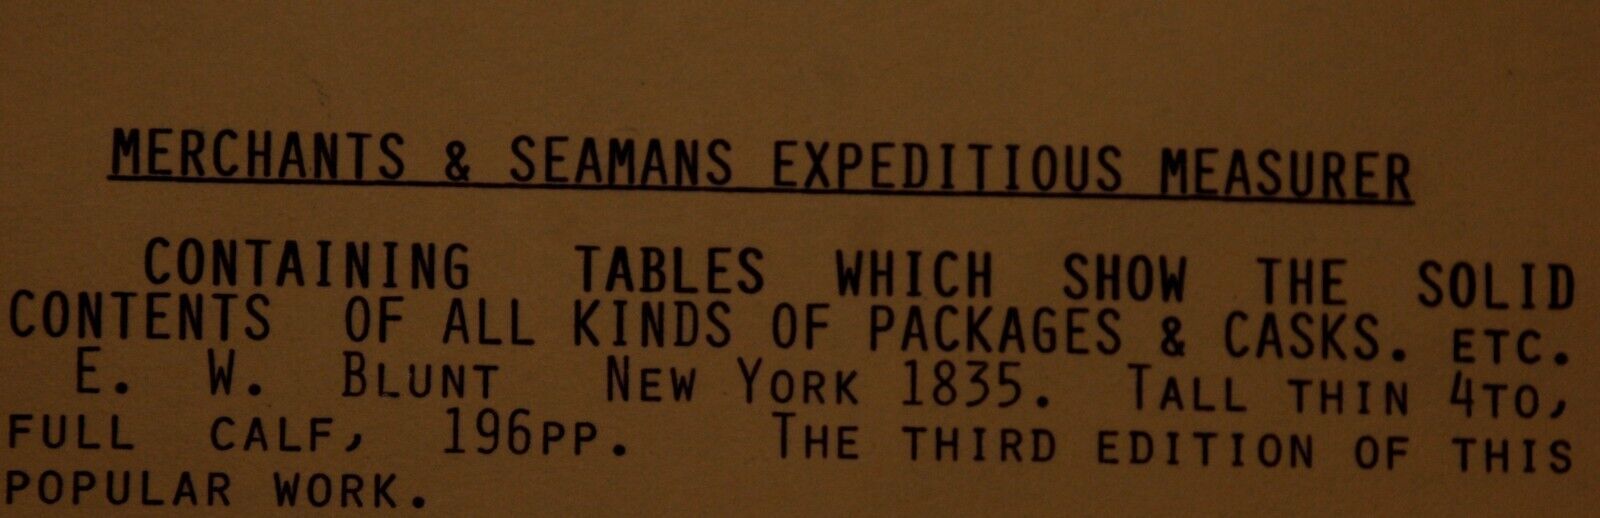 MERCHANTS & SEAMANS EXPEDITIOUS MEASURER
CONTAINING TABLES WHICH SHOW THE SOLID
CONTENTS OF ALL KINDS OF PACKAGES & CASKS. ETC.
E. W. BLUNT NEW YORK 1835. TALL THIN 4TO,
FULL CALF, 196PP. THE THIRD EDITION OF THIS
POPULAR WORK.